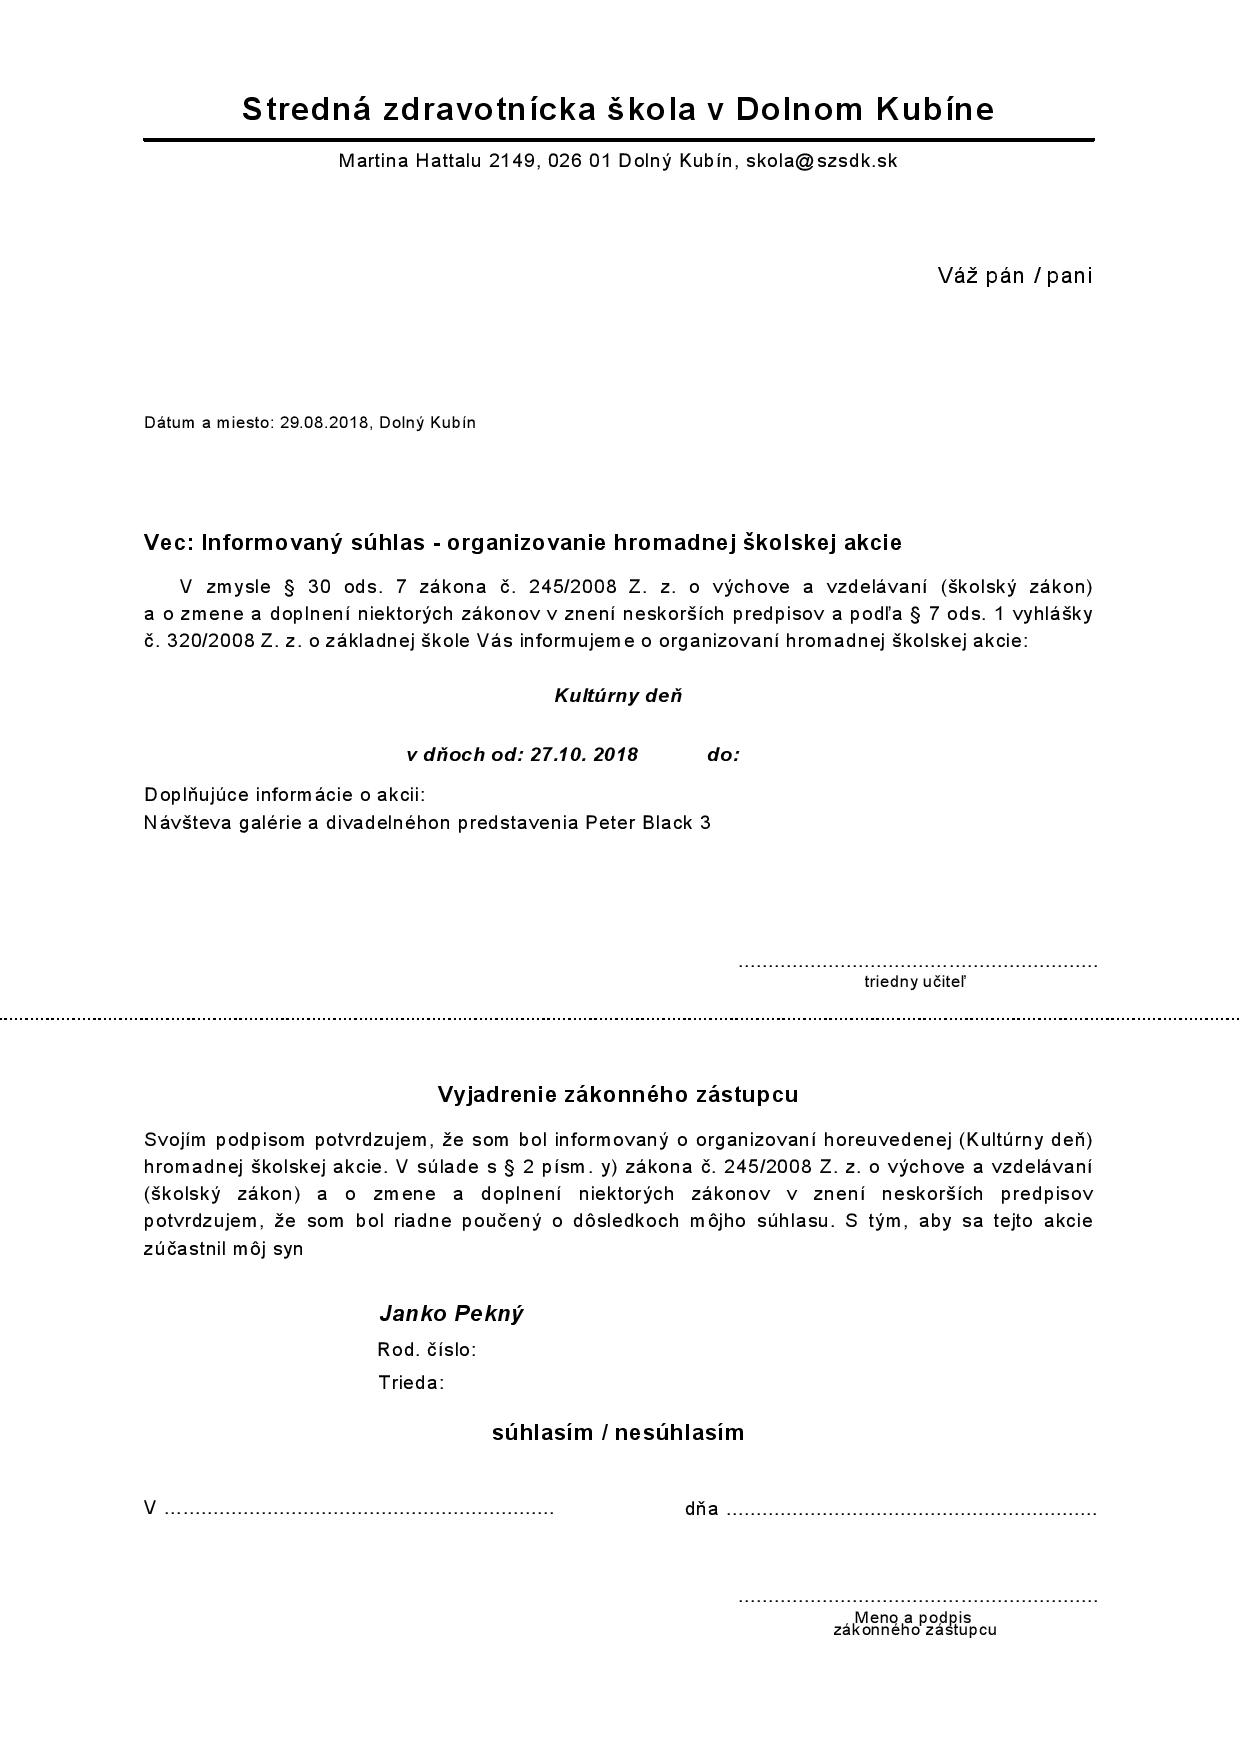 Stredná zdravotnícka škola v Dolnom Kubíne
Martina Hattalu 2149, 026 01 Dolný Kubín, skola@szsdk.sk
Váž pán / pani
Dátum a miesto: 29.08.2018, Dolný Kubín
Vec: Informovaný súhlas - organizovanie hromadnej školskej akcie
V zmysle § 30 ods. 7 zákona č. 245/2008 Z. z. o výchove a vzdelávaní (školský zákon)
a o zmene a doplnení niektorých zákonov v znení neskorších predpisov a podľa § 7 ods. 1 vyhlášky
č. 320/2008 Z. z. o základnej škole Vás informujeme o organizovaní hromadnej školskej akcie:
Kultúrny deň
v dňoch od: 27.10. 2018 do:
Doplňujúce informácie o akcii:
Návšteva galérie a divadelnéhon predstavenia Peter Black 3
............................................................
triedny učiteľ
Vyjadrenie zákonného zástupcu
Svojím podpisom potvrdzujem, že som bol informovaný o organizovaní horeuvedenej (Kultúrny deň)
hromadnej školskej akcie. V súlade s § 2 písm. y) zákona č. 245/2008 Z. z. o výchove a vzdelávaní
(školský zákon) a o zmene a doplnení niektorých zákonov v znení neskorších predpisov
potvrdzujem, že som bol riadne poučený o dôsledkoch môjho súhlasu. S tým, aby sa tejto akcie
zúčastnil môj syn
Janko Pekný
Rod. číslo:
Trieda:
súhlasím / nesúhlasím
V ................................................................. dňa ..............................................................
............................................................
Meno a podpis
zákonného zástupcu